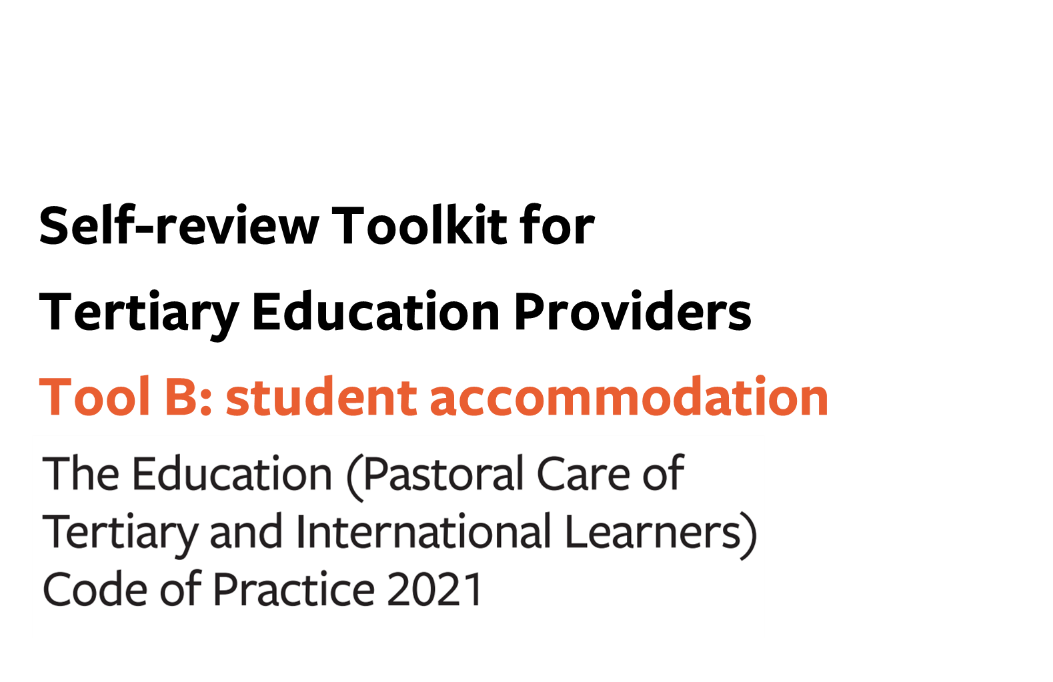 Self-review Toolkit for
Tertiary Education Providers
Tool B: student accommodation
The Education (Pastoral Care of
Tertiary and International Learners)
Code of Practice 2021